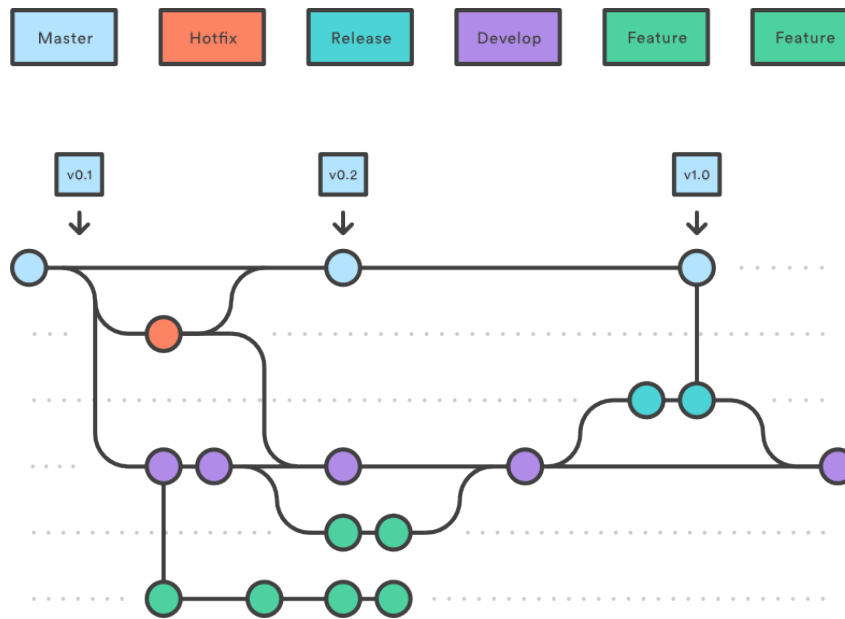 Master
Hotfix
Release
Develop
Feature
Feature
v0.1
v0.2
v1.0